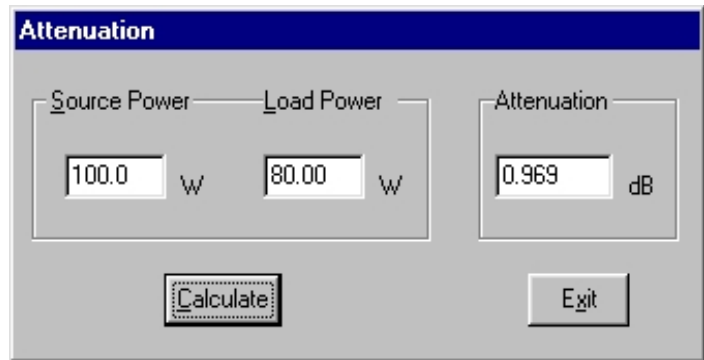 Attenuation
Source Power Load Power Attenuation
100.0 W 80.00 W 0.969 dB
Calculate Exit